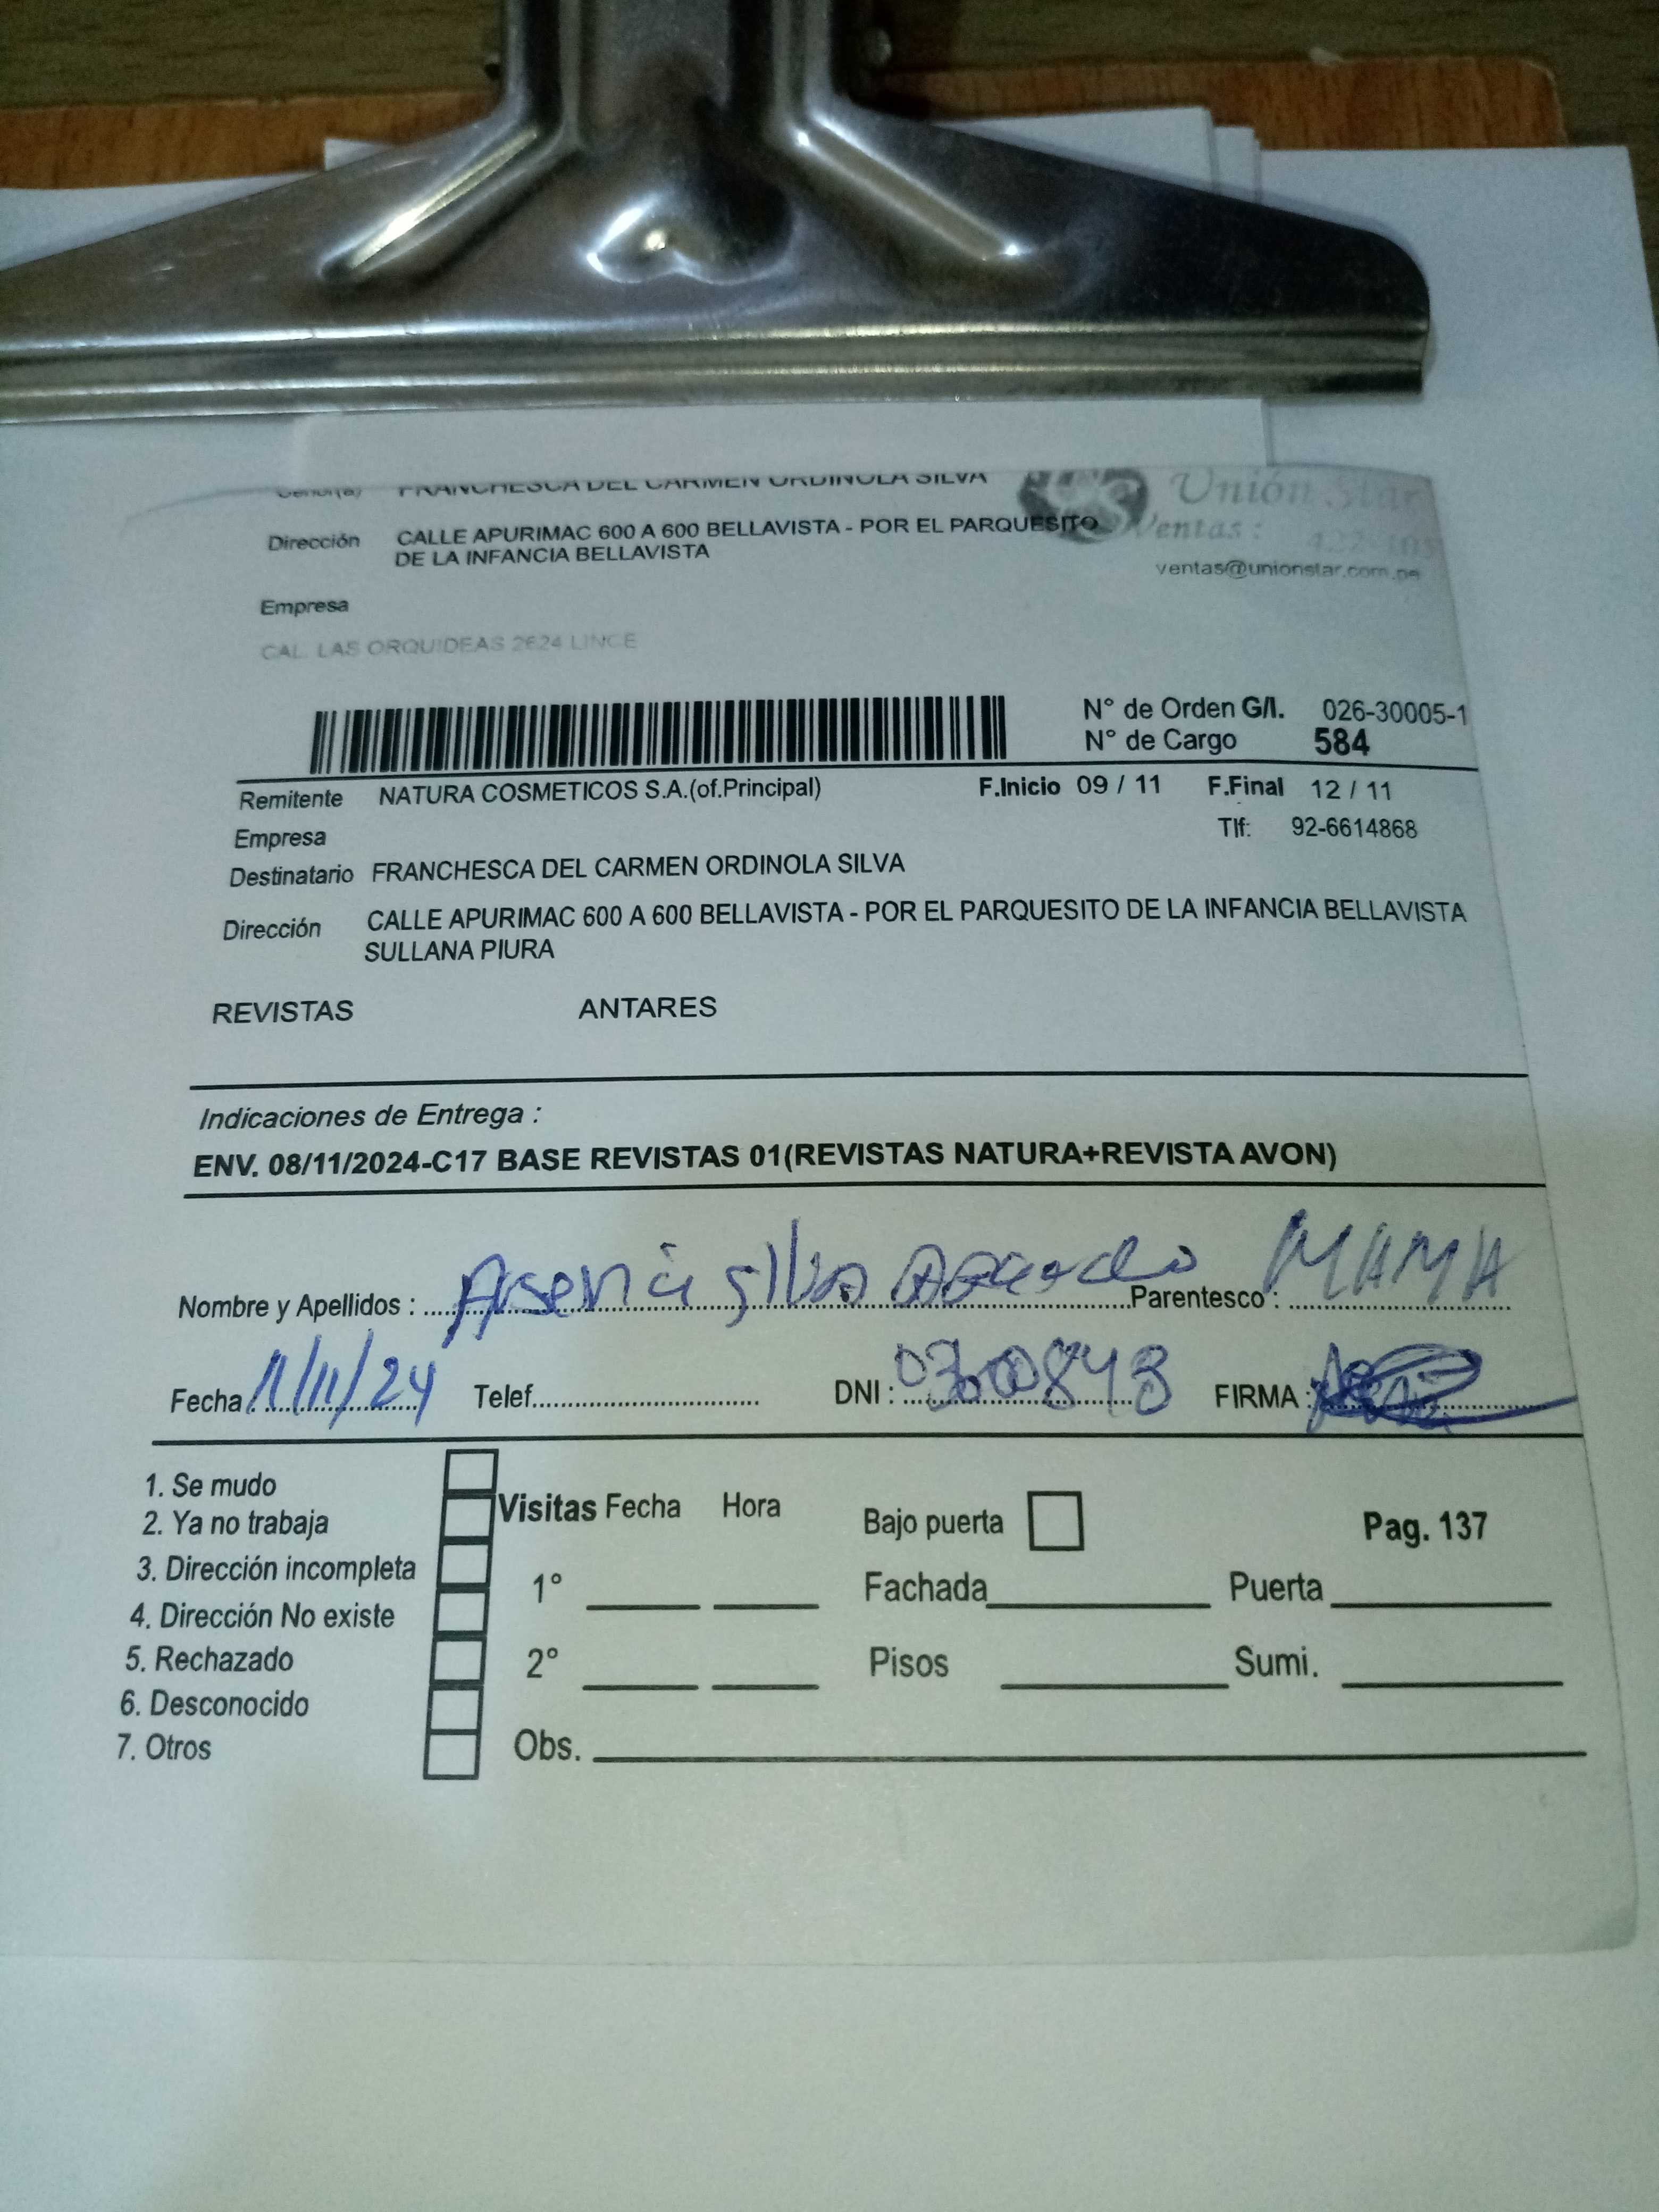 Señor(a) FRANCHESCA DEL CARMEN ORDINOLA SILVA
Unión Star
Dirección CALLE APURIMAC 600 A 600 BELLAVISTA - POR EL PARQUESITO
DE LA INFANCIA BELLAVISTA
Ventas :
ventas@unionstar.com.pe
Empresa
CAL. LAS ORQUIDEAS 2624 LINCE
N° de Orden G/I. 026-30005-1
N° de Cargo 584
Remitente NATURA COSMETICOS S.A.(of.Principal) F.Inicio 09 / 11 F.Final 12 / 11
Empresa Tlf: 92-6614868
Destinatario FRANCHESCA DEL CARMEN ORDINOLA SILVA
Dirección CALLE APURIMAC 600 A 600 BELLAVISTA - POR EL PARQUESITO DE LA INFANCIA BELLAVISTA
SULLANA PIURA
REVISTAS ANTARES
Indicaciones de Entrega :
ENV. 08/11/2024-C17 BASE REVISTAS 01(REVISTAS NATURA+REVISTA AVON)
Nombre y Apellidos : Arsenia silva Parentesco : MAMA
Fecha : 11/11/24 Telef. DNI : FIRMA :
1. Se mudo
2. Ya no trabaja
3. Dirección incompleta
4. Dirección No existe
5. Rechazado
6. Desconocido
7. Otros
Visitas Fecha Hora Bajo puerta Pag. 137
1° Fachada Puerta
2° Pisos Sumi.
Obs.